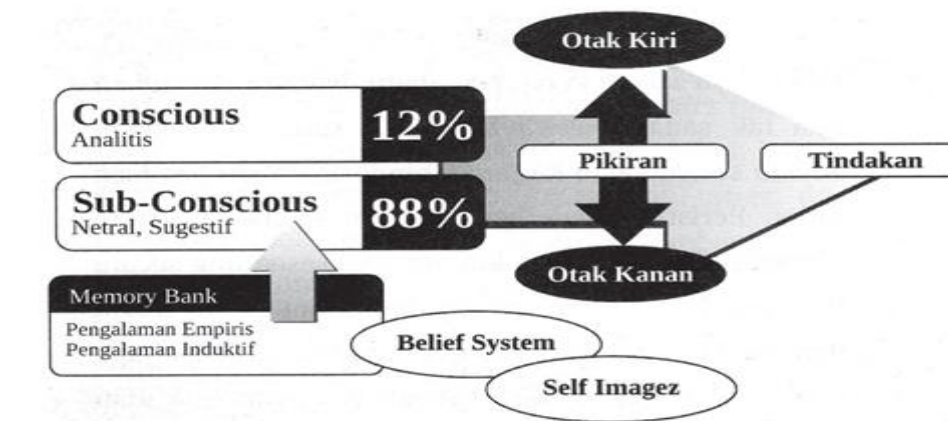 Otak Kiri
Conscious
Analitis
12%
Pikiran
Tindakan
Sub-Conscious
Netral, Sugestif
88%
Otak Kanan
Memory Bank
Pengalaman Empiris
Pengalaman Induktif
Belief System
Self Imagez